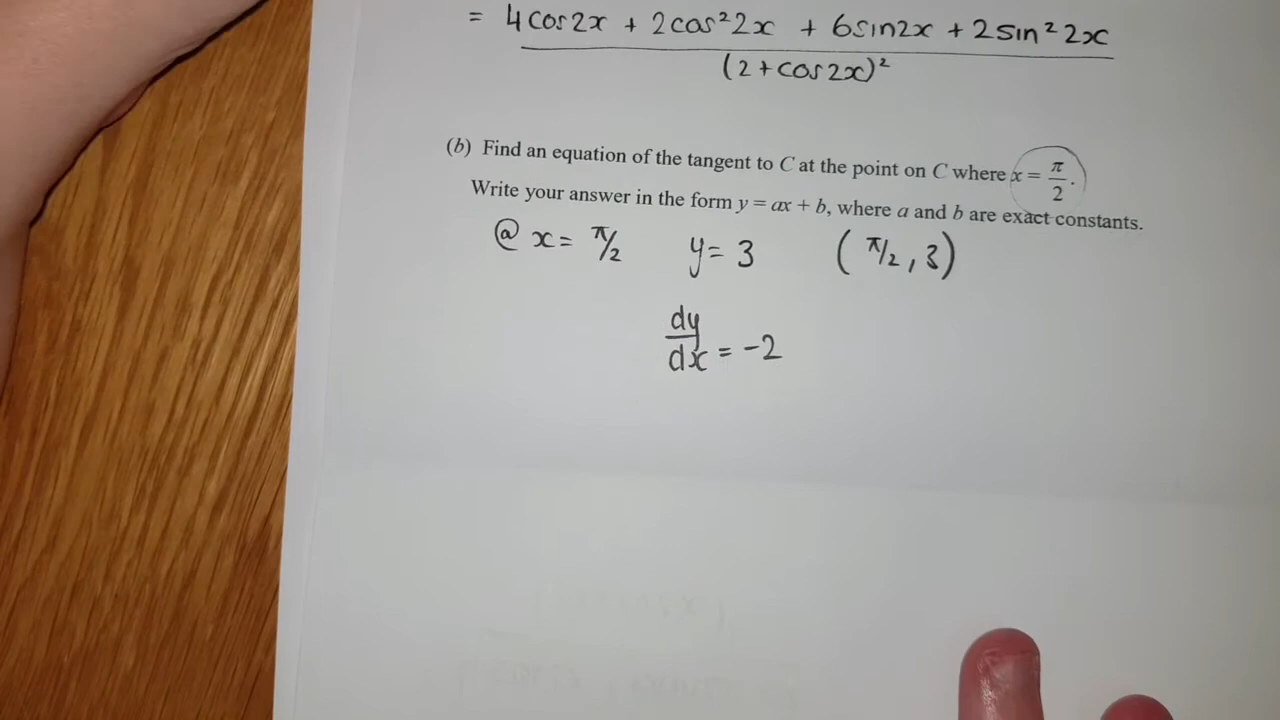 = 4cos2x + 2cos²2x + 6sin2x + 2sin²2x
(2+cos2x)²
(b) Find an equation of the tangent to C at the point on C where x = π/2.
Write your answer in the form y = ax + b, where a and b are exact constants.
@ x = π/2 y = 3 (π/2, 3)
dy/dx = -2